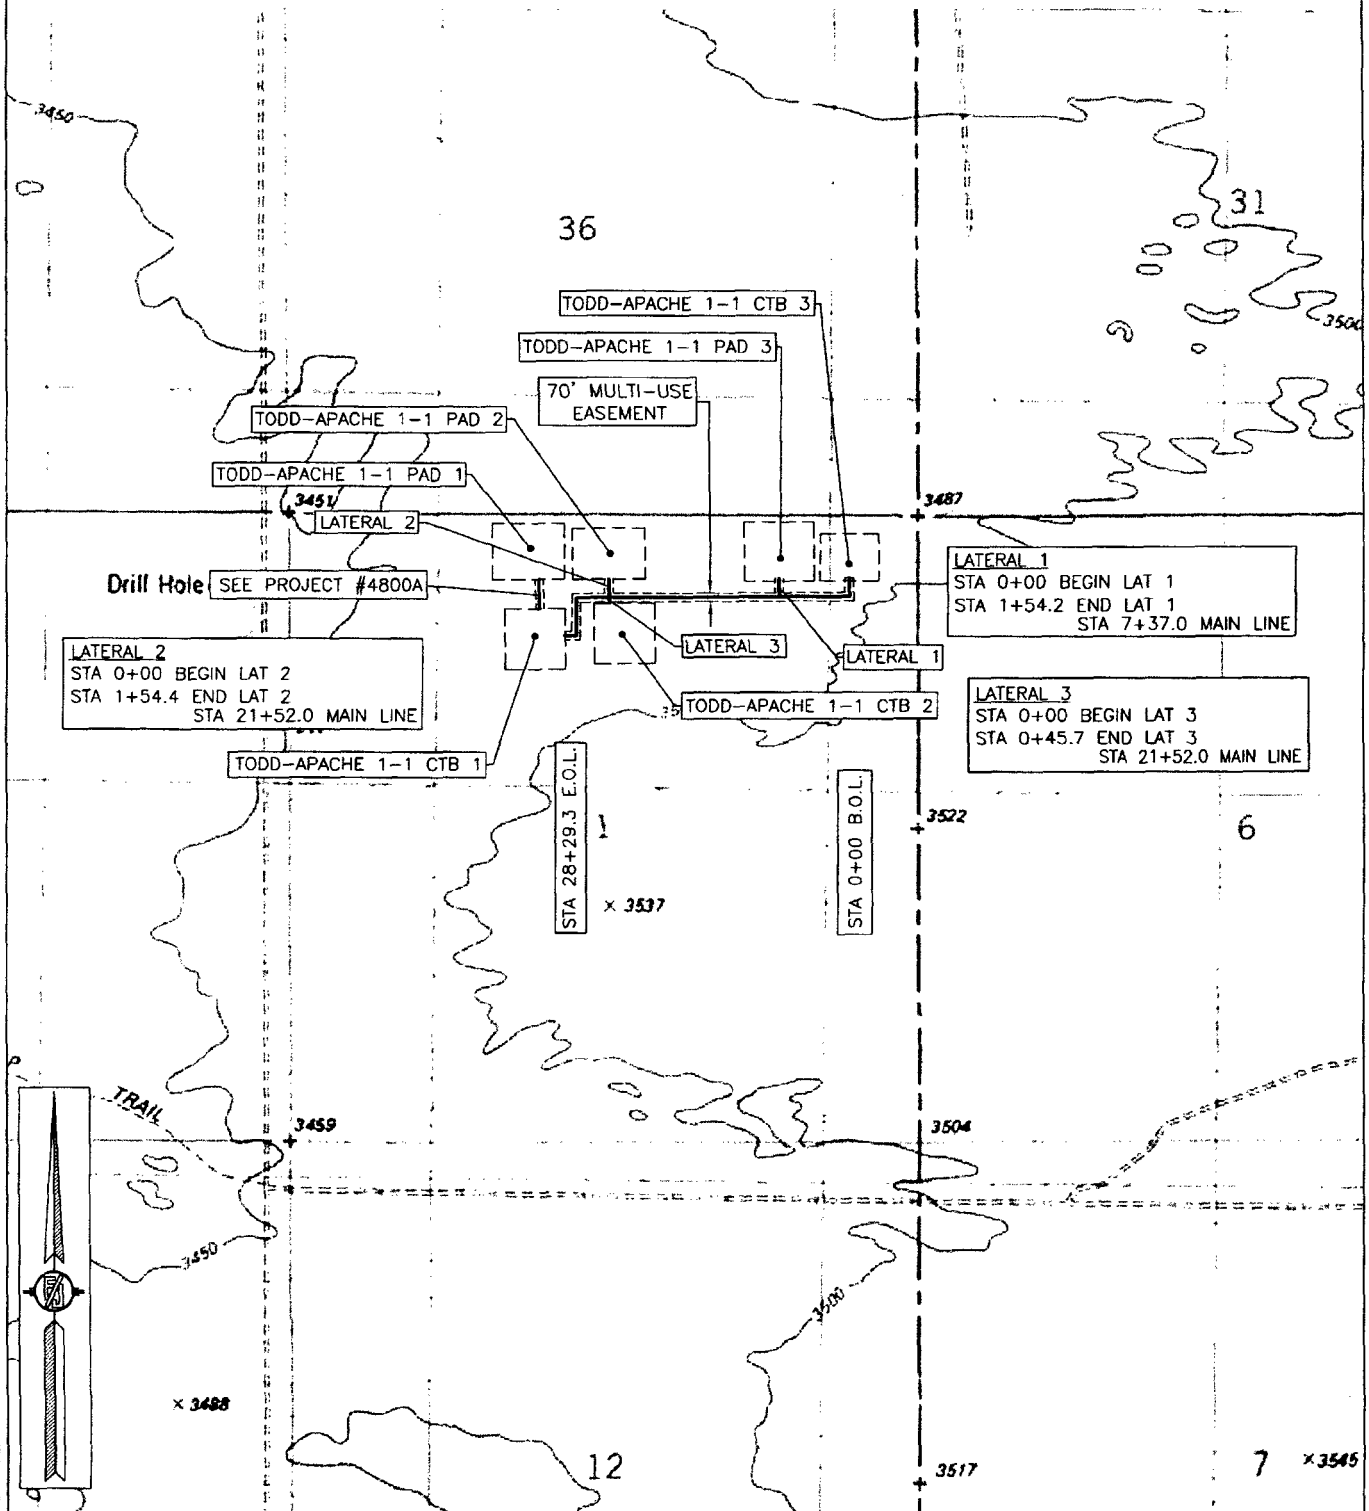 3450
36
31
TODD-APACHE 1-1 CTB 3
3500
TODD-APACHE 1-1 PAD 3
70' MULTI-USE
EASEMENT
TODD-APACHE 1-1 PAD 2
TODD-APACHE 1-1 PAD 1
3451
3487
LATERAL 2
Drill Hole
SEE PROJECT #4800A
LATERAL 1
STA 0+00 BEGIN LAT 1
STA 1+54.2 END LAT 1
STA 7+37.0 MAIN LINE
LATERAL 2
STA 0+00 BEGIN LAT 2
STA 1+54.4 END LAT 2
STA 21+52.0 MAIN LINE
LATERAL 3
LATERAL 1
LATERAL 3
STA 0+00 BEGIN LAT 3
STA 0+45.7 END LAT 3
STA 21+52.0 MAIN LINE
35
TODD-APACHE 1-1 CTB 2
TODD-APACHE 1-1 CTB 1
STA 28+29.3 E.O.L.
1
STA 0+00 B.O.L.
3522
6
× 3537
TRAIL
3459
3504
3450
3500
× 3488
12
3517
7
× 3545